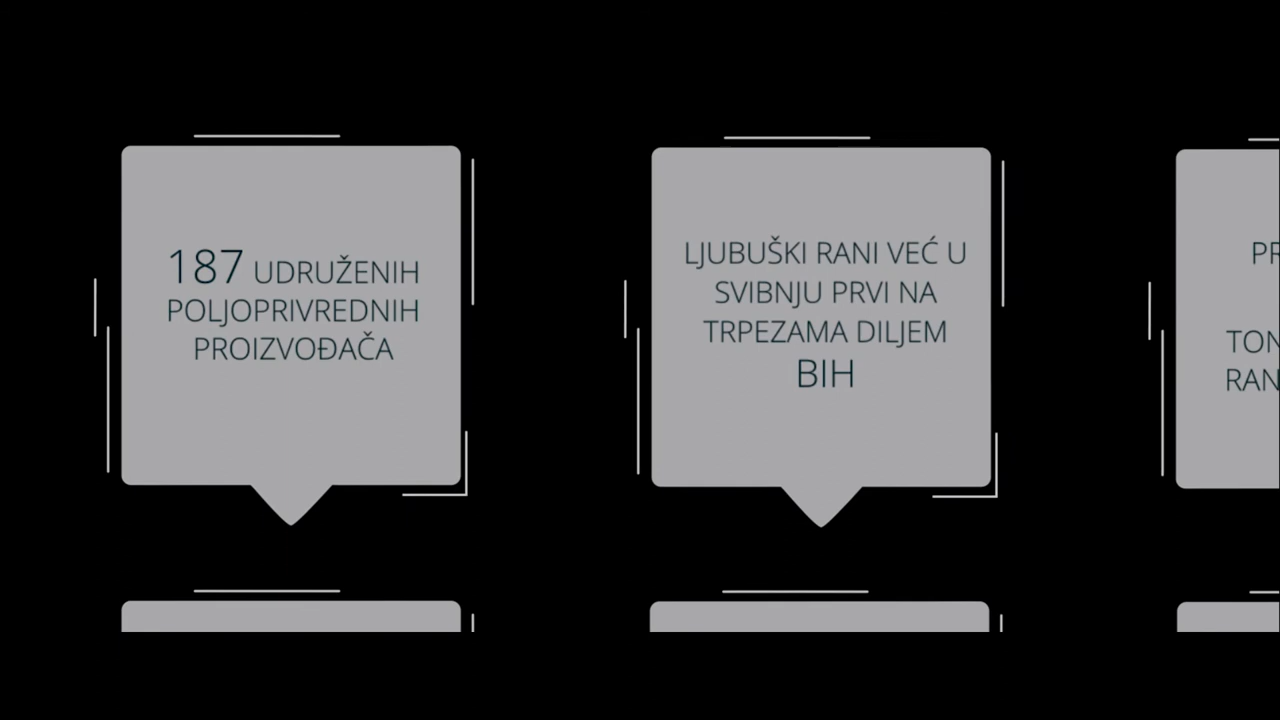 187 UDRUŽENIH
POLJOPRIVREDNIH
PROIZVOĐAČA
LJUBUŠKI RANI VEĆ U
SVIBNJU PRVI NA
TRPEZAMA DILJEM
BIH